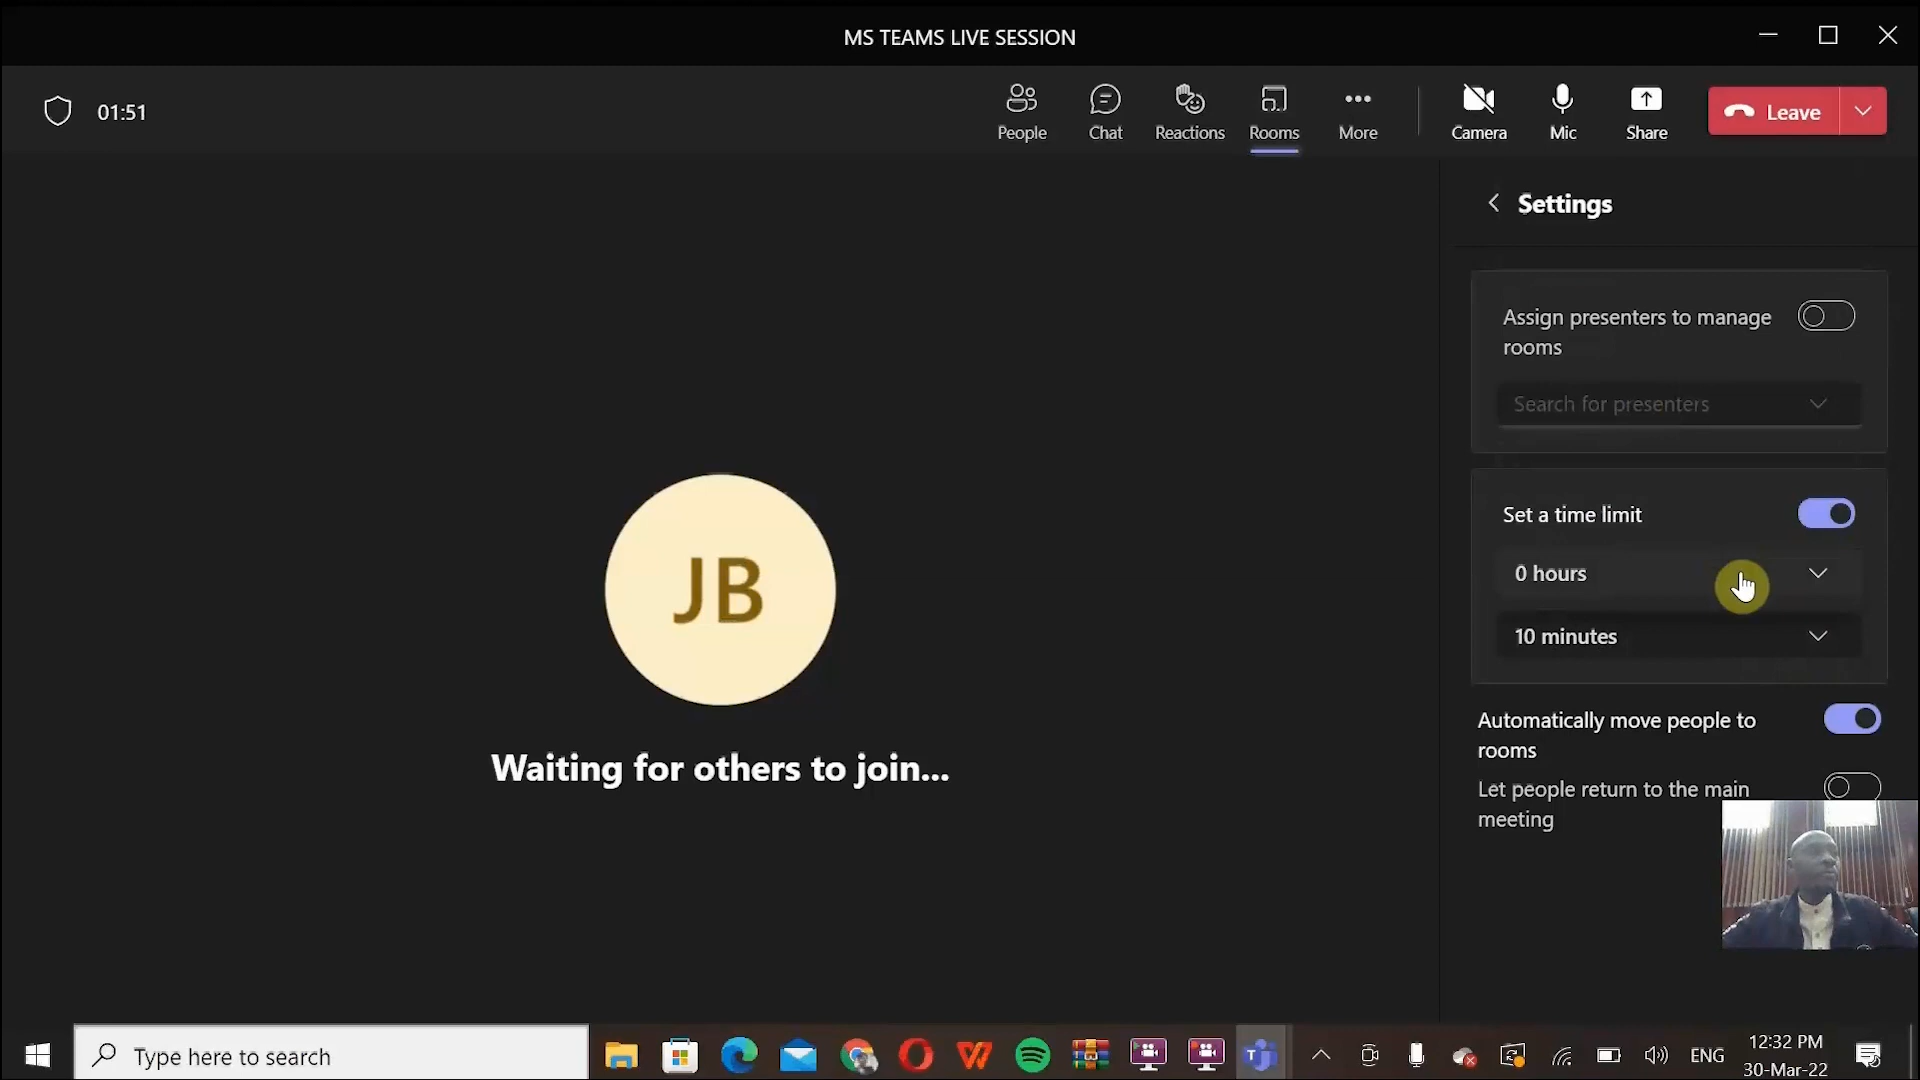 MS TEAMS LIVE SESSION
01:51
People
Chat
Reactions
Rooms
More
Camera
Mic
Share
Leave
Settings
Assign presenters to manage
rooms
Search for presenters
Set a time limit
0 hours
10 minutes
Automatically move people to
rooms
Let people return to the main
meeting
JB
Waiting for others to join...
Type here to search
ENG
12:32 PM
30-Mar-22